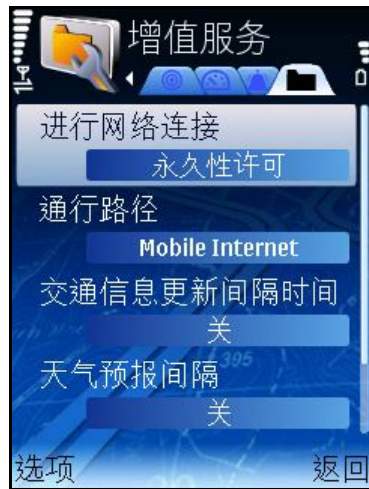 增值服务
进行网络连接
永久性许可
通行路径
Mobile Internet
交通信息更新间隔时间
关
天气预报间隔
395
关
选项
返回